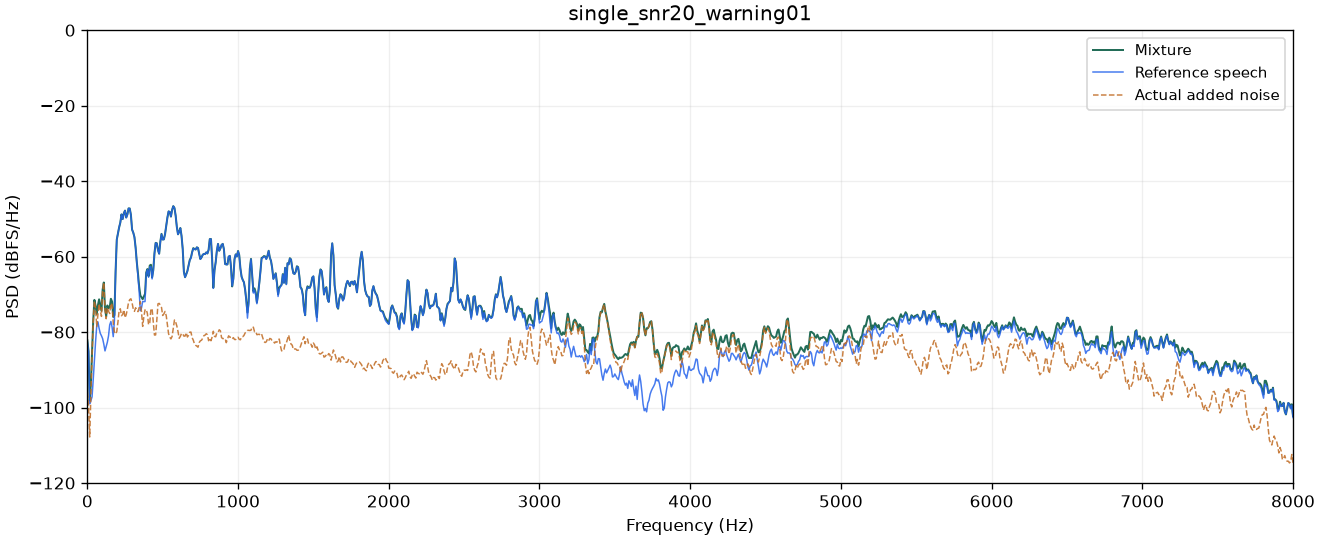 single_snr20_warning01
PSD (dBFS/Hz)
0
−20
−40
−60
−80
−100
−120
Mixture
Reference speech
Actual added noise
0 1000 2000 3000 4000 5000 6000 7000 8000
Frequency (Hz)